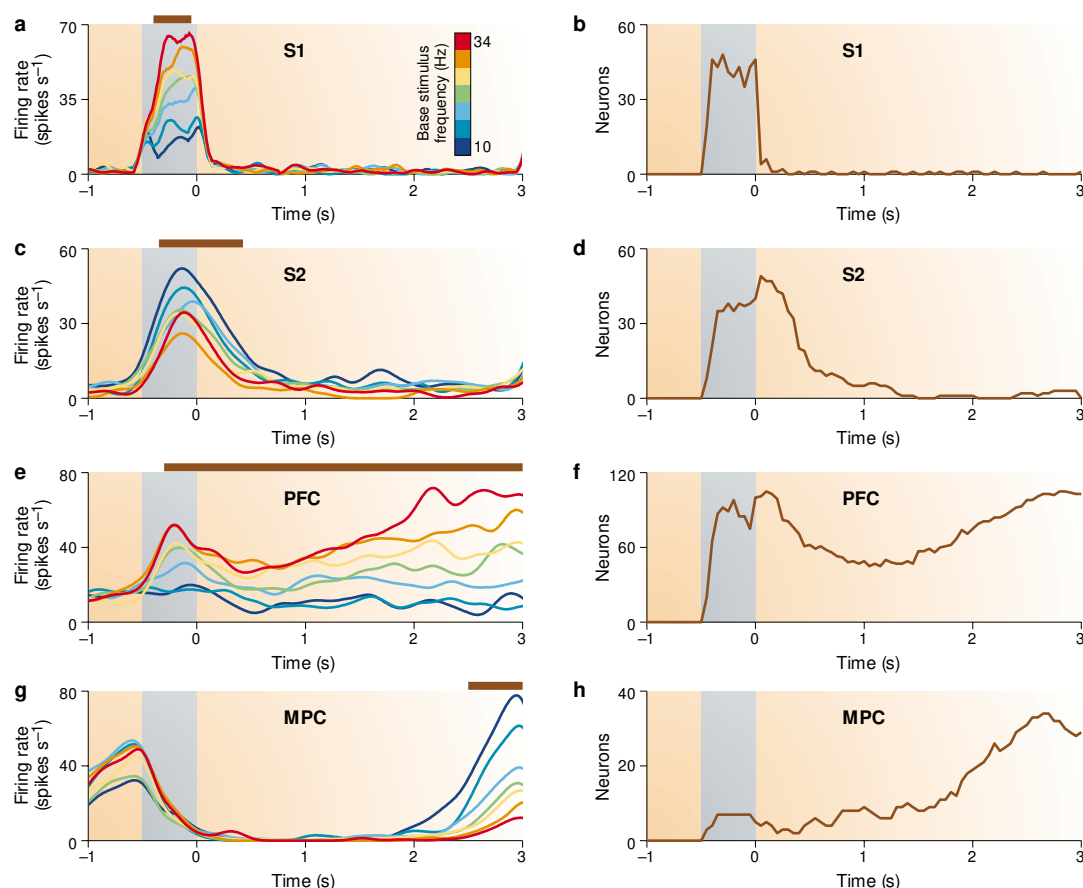 a
S1
70
35
0
Firing rate
(spikes s⁻¹)
Base stimulus
frequency (Hz)
34
10
–1
0
1
2
3
Time (s)
b
S1
60
30
0
Neurons
–1
0
1
2
3
Time (s)
c
S2
60
30
0
Firing rate
(spikes s⁻¹)
–1
0
1
2
3
Time (s)
d
S2
60
30
0
Neurons
–1
0
1
2
3
Time (s)
e
PFC
80
40
0
Firing rate
(spikes s⁻¹)
–1
0
1
2
3
Time (s)
f
PFC
120
60
0
Neurons
–1
0
1
2
3
Time (s)
g
MPC
80
40
0
Firing rate
(spikes s⁻¹)
–1
0
1
2
3
Time (s)
h
MPC
40
20
0
Neurons
–1
0
1
2
3
Time (s)